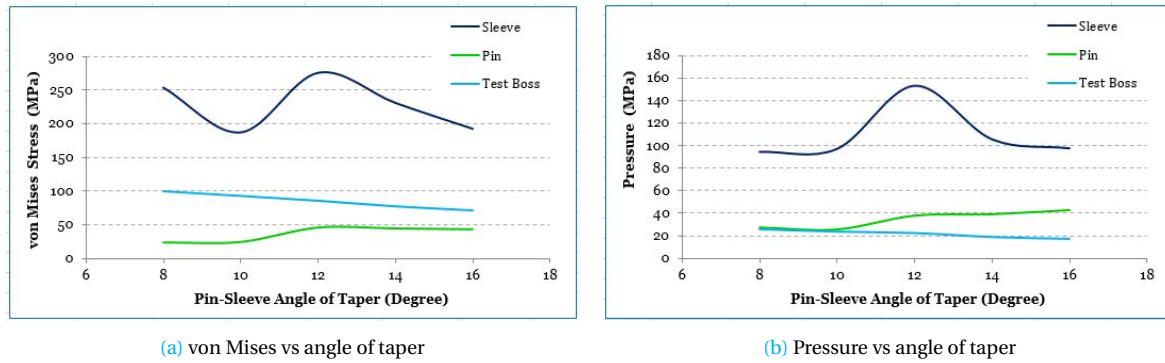 Sleeve
Pin
Test Boss
von Mises Stress (MPa)
300
250
200
150
100
50
0
6 8 10 12 14 16 18
Pin-Sleeve Angle of Taper (Degree)
(a) von Mises vs angle of taper
Sleeve
Pin
Test Boss
Pressure (MPa)
180
160
140
120
100
80
60
40
20
0
6 8 10 12 14 16 18
Pin-Sleeve Angle of Taper (Degree)
(b) Pressure vs angle of taper